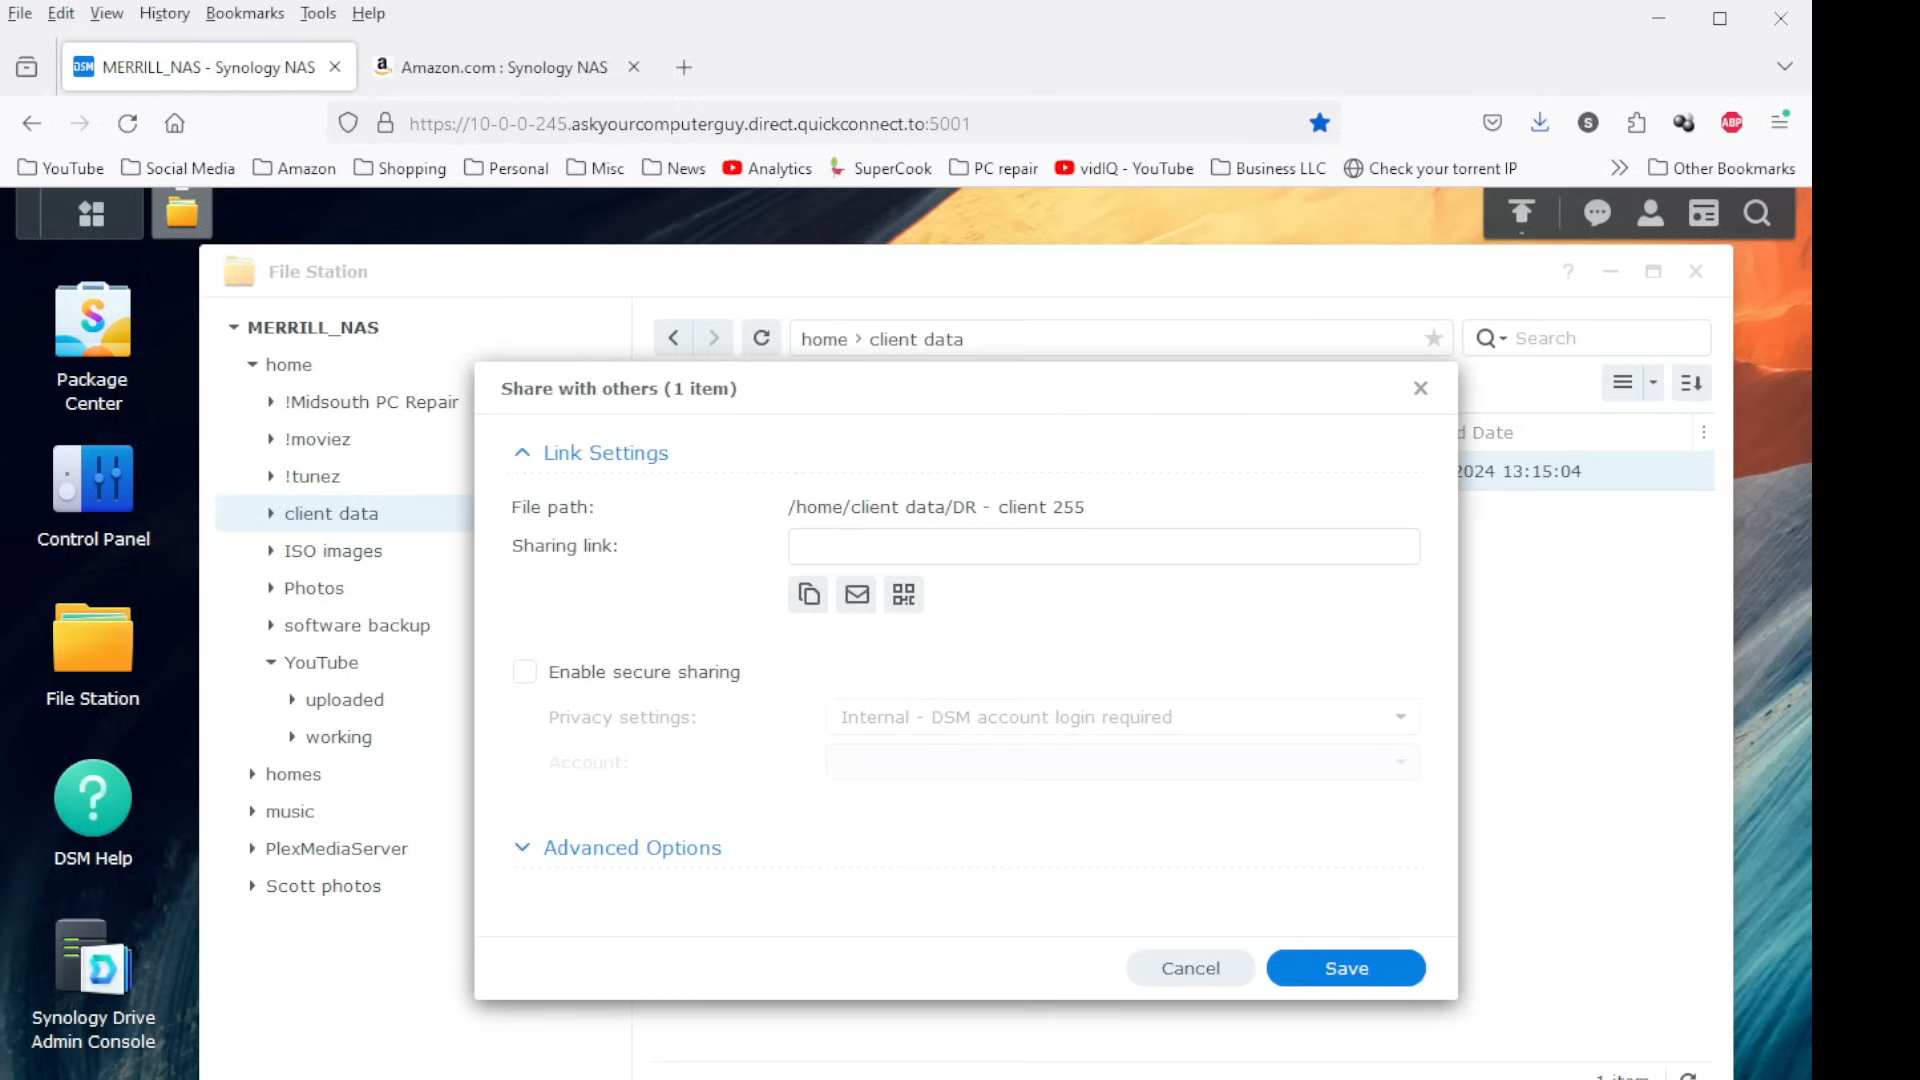 File Edit View History Bookmarks Tools Help
DSM MERRILL_NAS - Synology NAS
Amazon.com : Synology NAS
https://10-0-0-245.askyourcomputerguy.direct.quickconnect.to:5001
S
ABP
YouTube Social Media Amazon Shopping Personal Misc News Analytics SuperCook PC repair vidIQ - YouTube Business LLC Check your torrent IP Other Bookmarks
Package
Center
Control Panel
File Station
DSM Help
Synology Drive
Admin Console
File Station
MERRILL_NAS
home
!Midsouth PC Repair
!moviez
!tunez
client data
ISO images
Photos
software backup
YouTube
uploaded
working
homes
music
PlexMediaServer
Scott photos
home > client data
Search
d Date
2024 13:15:04
Share with others (1 item)
Link Settings
File path: /home/client data/DR - client 255
Sharing link:
Enable secure sharing
Privacy settings: Internal - DSM account login required
Account:
Advanced Options
Cancel Save
1 item